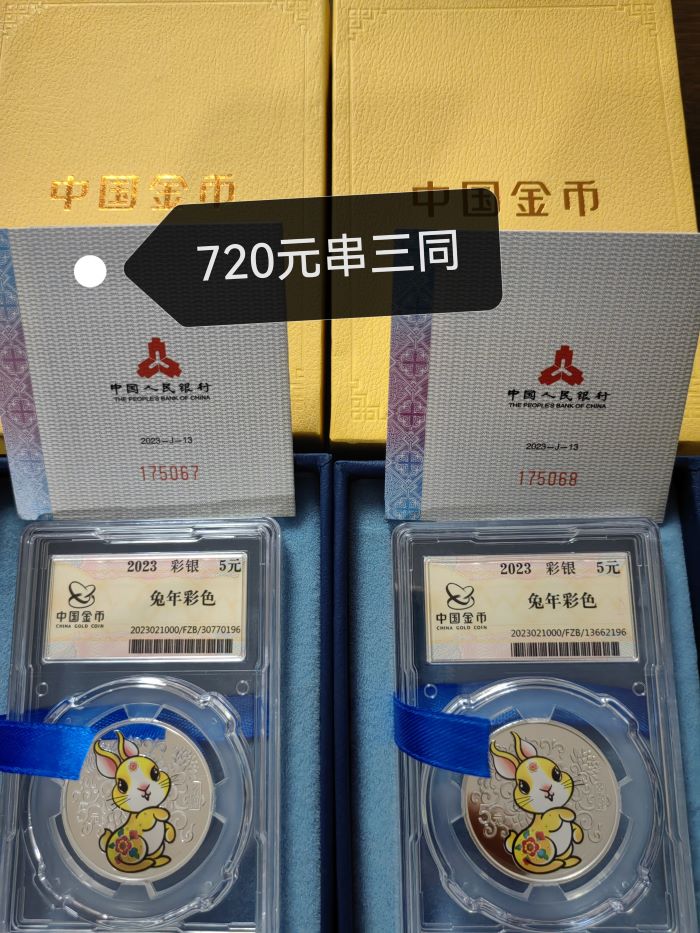 中国金币
中国金币
720元串三同
中国人民银行
THE PEOPLE'S BANK OF CHINA
2023-J-13
175067
中国人民银行
THE PEOPLE'S BANK OF CHINA
2023-J-13
175068
2023 彩银 5元
兔年彩色
中国金币
CHINA GOLD COIN
2023021000/FZB/30770196
2023 彩银 5元
兔年彩色
中国金币
CHINA GOLD COIN
2023021000/FZB/13662196